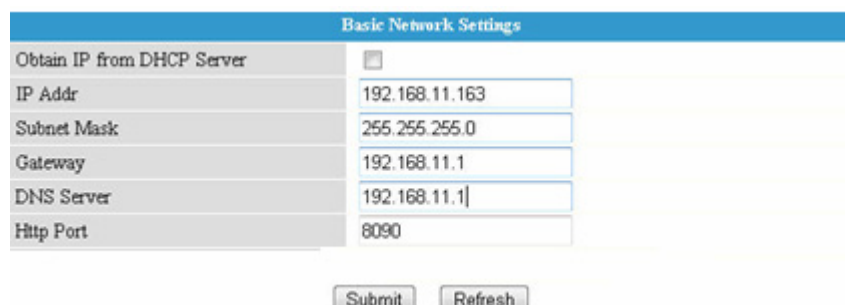 Basic Network Settings
Obtain IP from DHCP Server
IP Addr 192.168.11.163
Subnet Mask 255.255.255.0
Gateway 192.168.11.1
DNS Server 192.168.11.1
Http Port 8090
Submit Refresh